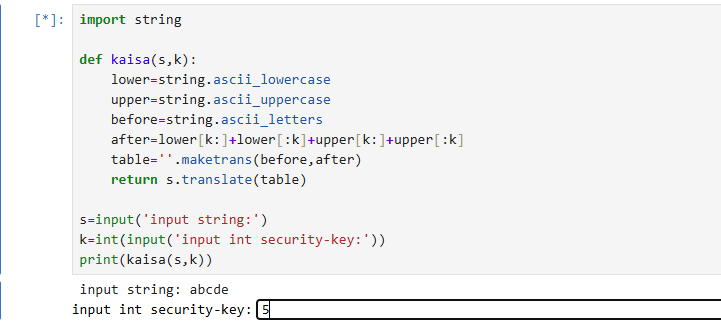 [*]: import string
def kaisa(s,k):
    lower=string.ascii_lowercase
    upper=string.ascii_uppercase
    before=string.ascii_letters
    after=lower[k:]+lower[:k]+upper[k:]+upper[:k]
    table=''.maketrans(before,after)
    return s.translate(table)
s=input('input string:')
k=int(input('input int security-key:'))
print(kaisa(s,k))
input string: abcde
input int security-key: 5